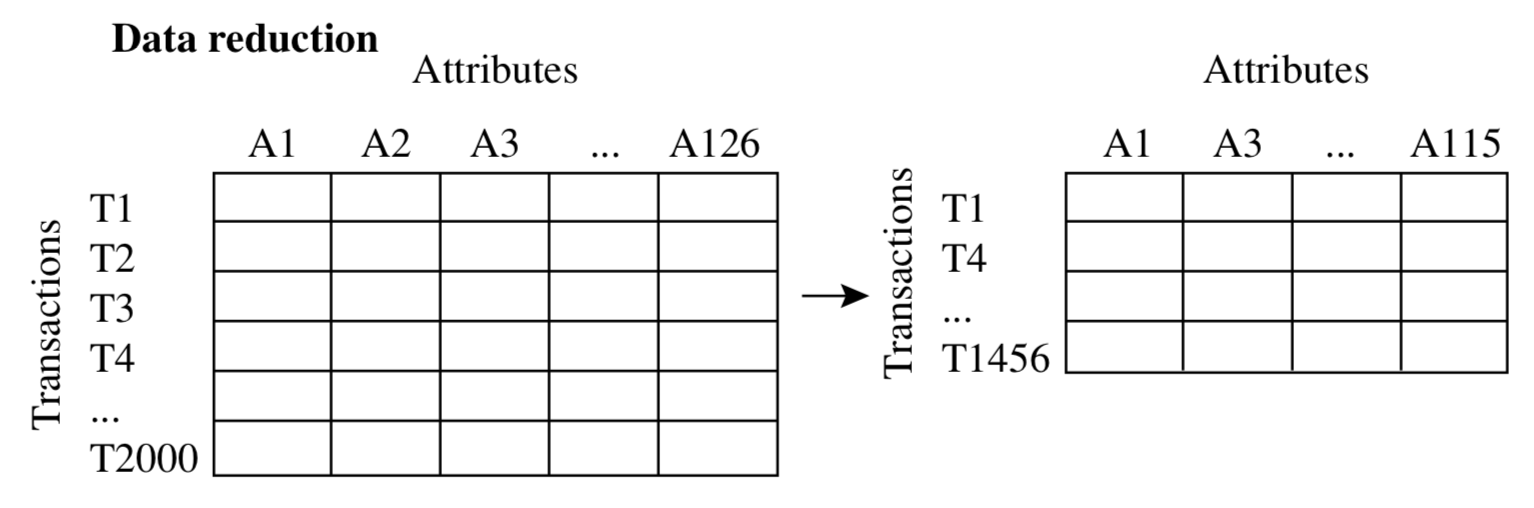 Data reduction
Attributes
A1 A2 A3 ... A126
Transactions
T1
T2
T3
T4
...
T2000
Attributes
A1 A3 ... A115
Transactions
T1
T4
...
T1456